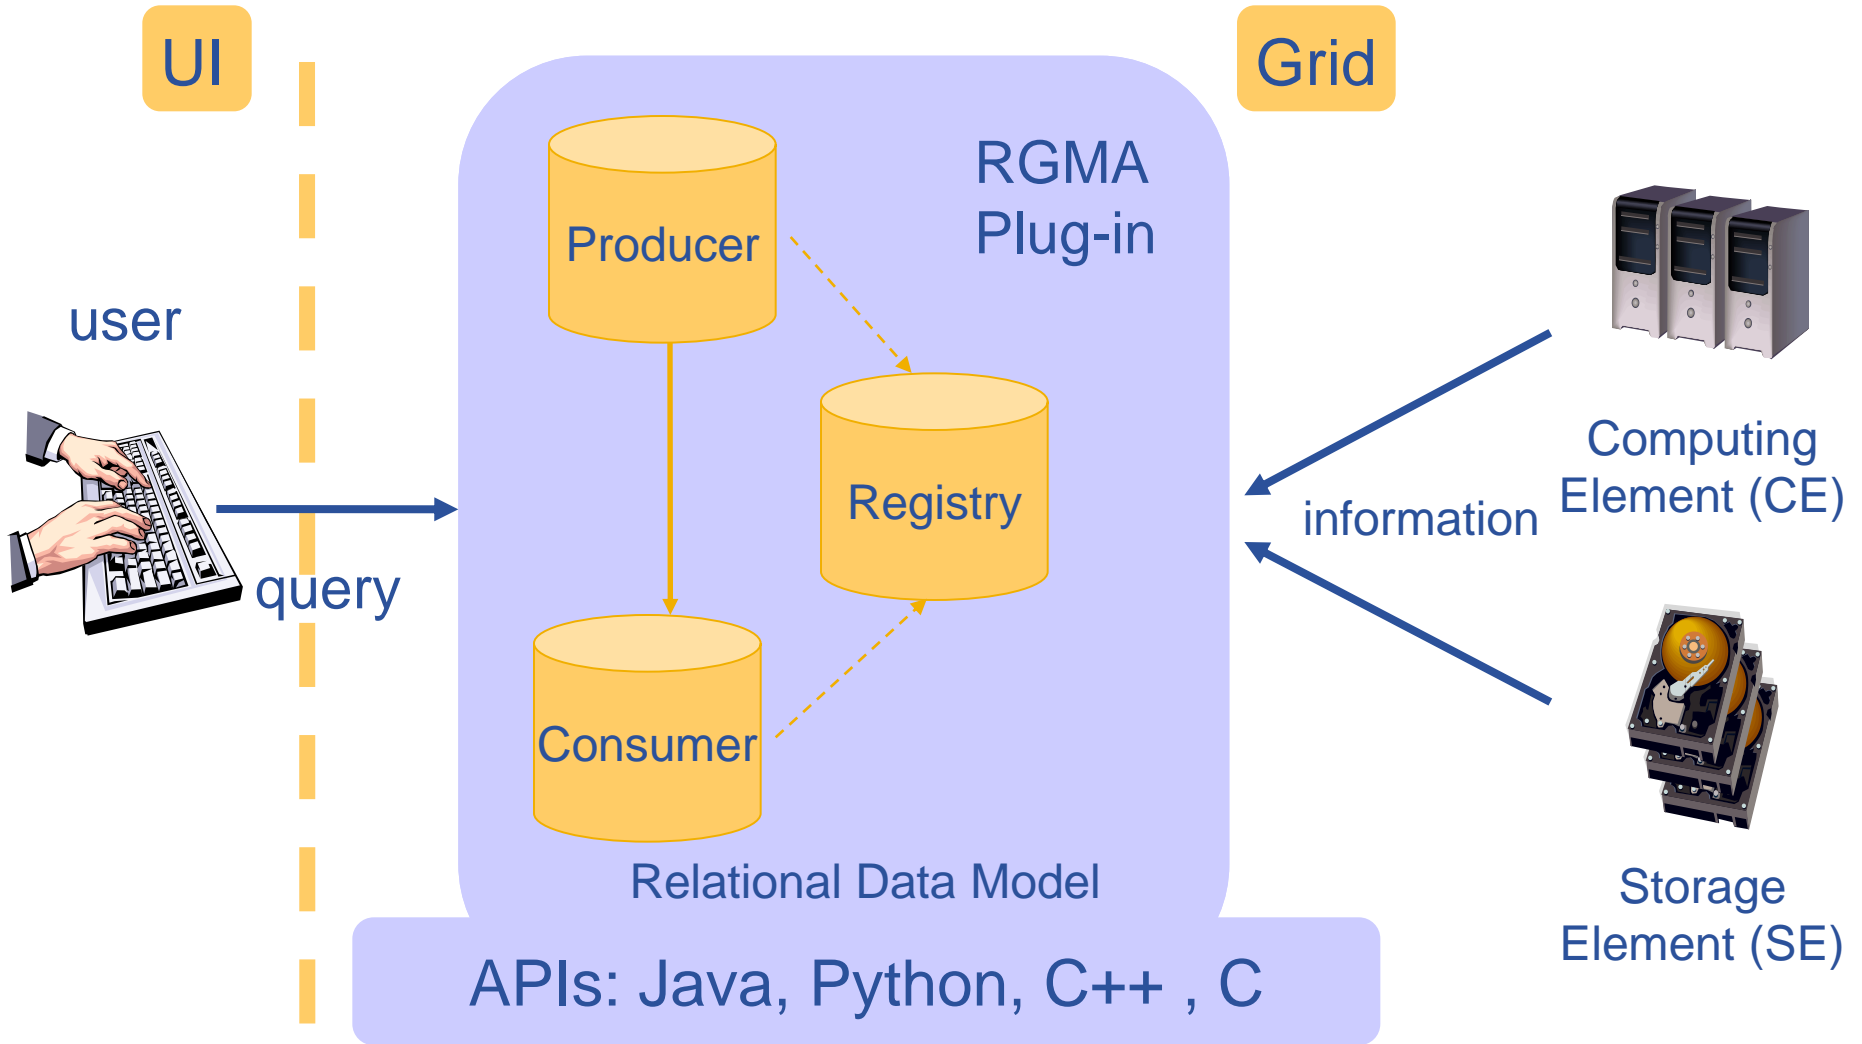 UI
Grid
RGMA
Plug-in
Producer
user
Registry
Computing
Element (CE)
information
query
Consumer
Relational Data Model
Storage
Element (SE)
APIs: Java, Python, C++ , C